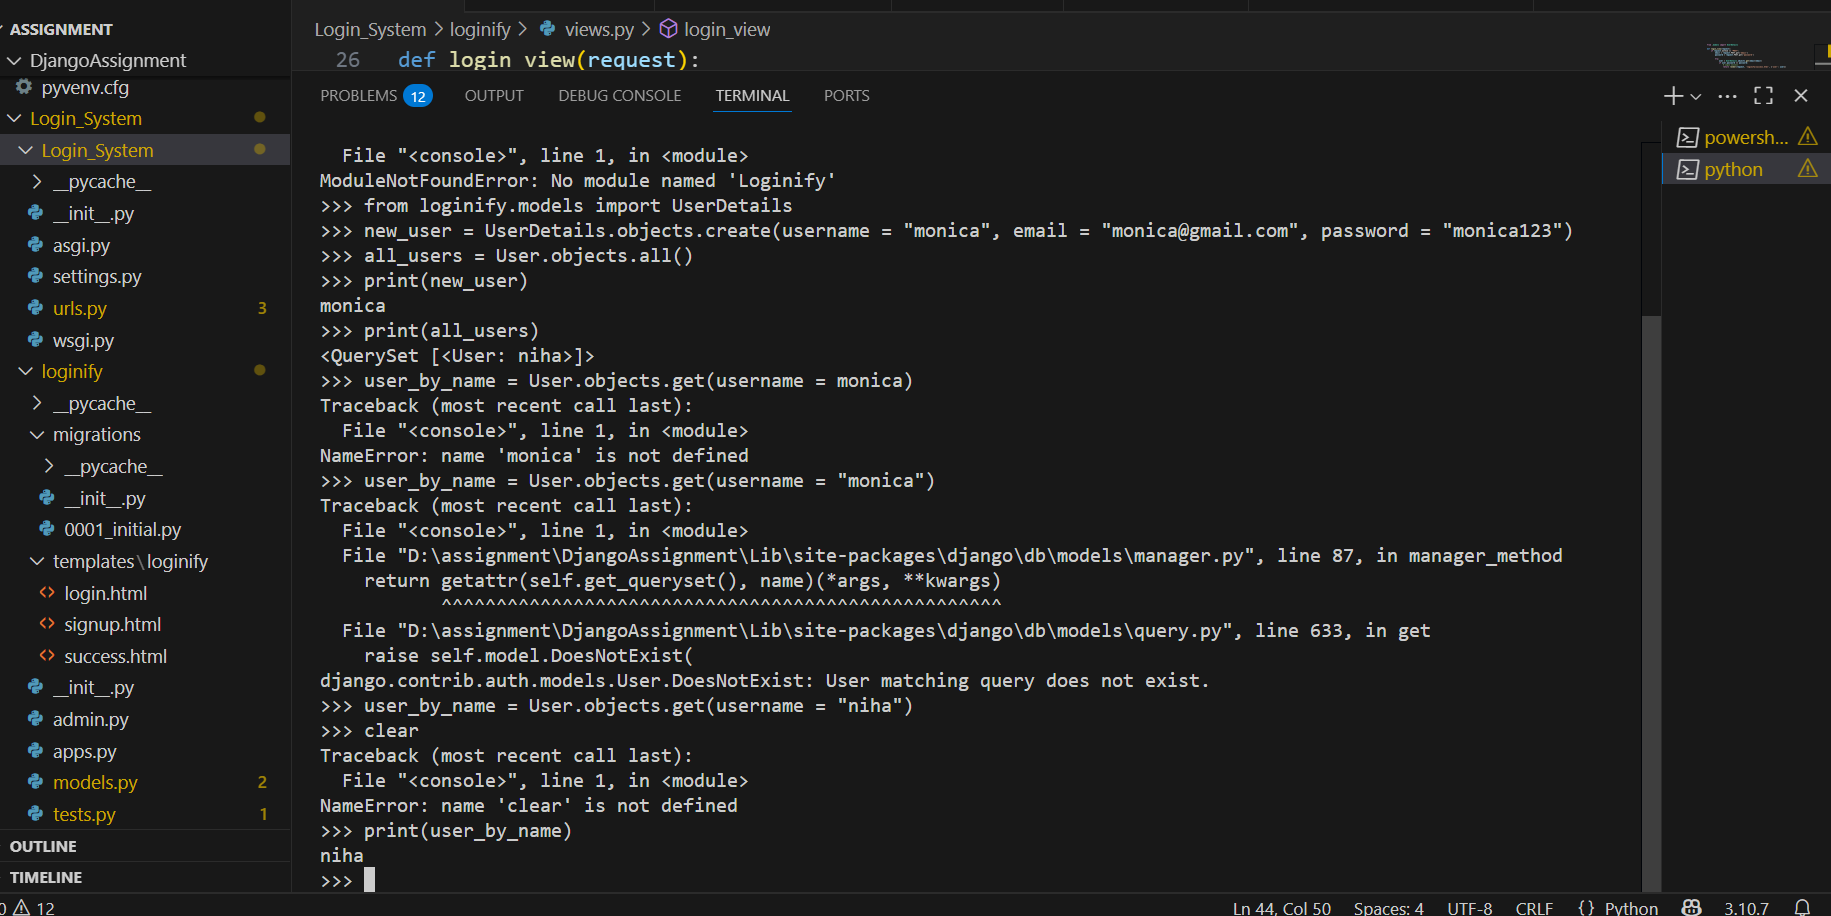 ASSIGNMENT
DjangoAssignment
pyvenv.cfg
Login_System
Login_System
__pycache__
__init__.py
asgi.py
settings.py
urls.py 3
wsgi.py
loginify
__pycache__
migrations
__pycache__
__init__.py
0001_initial.py
templates\loginify
login.html
signup.html
success.html
__init__.py
admin.py
apps.py
models.py 2
tests.py 1
OUTLINE
TIMELINE
Login_System > loginify > views.py > login_view
26 def login_view(request):
PROBLEMS 12 OUTPUT DEBUG CONSOLE TERMINAL PORTS
File "<console>", line 1, in <module>
ModuleNotFoundError: No module named 'Loginify'
>>> from loginify.models import UserDetails
>>> new_user = UserDetails.objects.create(username = "monica", email = "monica@gmail.com", password = "monica123")
>>> all_users = User.objects.all()
>>> print(new_user)
monica
>>> print(all_users)
<QuerySet [<User: niha>]>
>>> user_by_name = User.objects.get(username = monica)
Traceback (most recent call last):
File "<console>", line 1, in <module>
NameError: name 'monica' is not defined
>>> user_by_name = User.objects.get(username = "monica")
Traceback (most recent call last):
File "<console>", line 1, in <module>
File "D:\assignment\DjangoAssignment\Lib\site-packages\django\db\models\manager.py", line 87, in manager_method
return getattr(self.get_queryset(), name)(*args, **kwargs)
^^^^^^^^^^^^^^^^^^^^^^^^^^^^^^^^^^^^^^^^^^^^^^^^^^^
File "D:\assignment\DjangoAssignment\Lib\site-packages\django\db\models\query.py", line 633, in get
raise self.model.DoesNotExist(
django.contrib.auth.models.User.DoesNotExist: User matching query does not exist.
>>> user_by_name = User.objects.get(username = "niha")
>>> clear
Traceback (most recent call last):
File "<console>", line 1, in <module>
NameError: name 'clear' is not defined
>>> print(user_by_name)
niha
>>>
powersh...
python
0 12 Ln 44, Col 50 Spaces: 4 UTF-8 CRLF {} Python 3.10.7